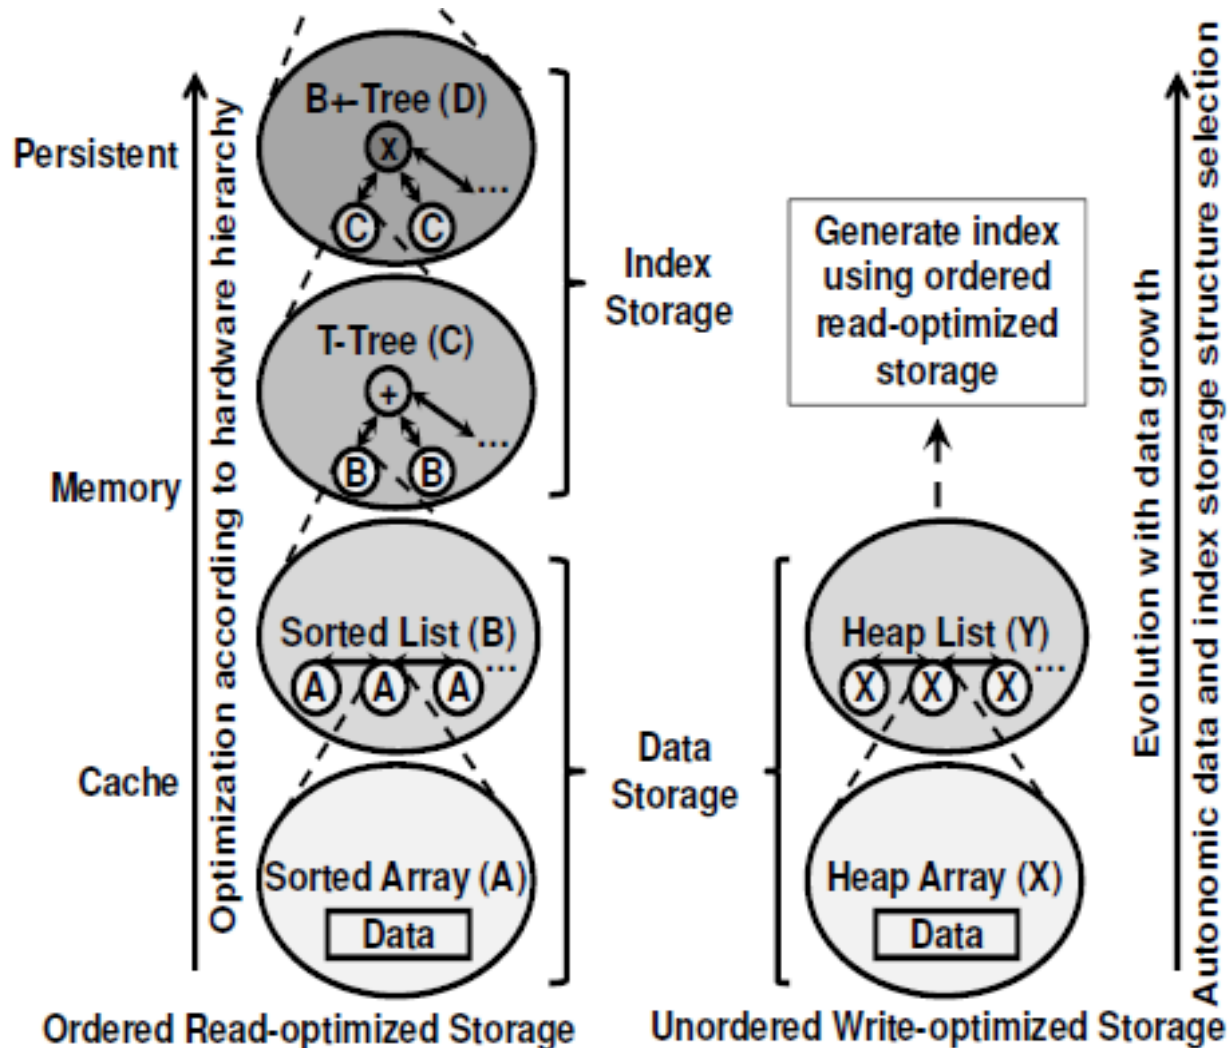 B+-Tree (D)
x
...
C C
Persistent
T-Tree (C)
+
...
B B
Memory
Index
Storage
Sorted List (B)
A A A ...
Cache
Sorted Array (A)
Data
Data
Storage
Optimization according to hardware hierarchy
Ordered Read-optimized Storage
Generate index
using ordered
read-optimized
storage
Heap List (Y)
X X X ...
Heap Array (X)
Data
Unordered Write-optimized Storage
Evolution with data growth
Autonomic data and index storage structure selection